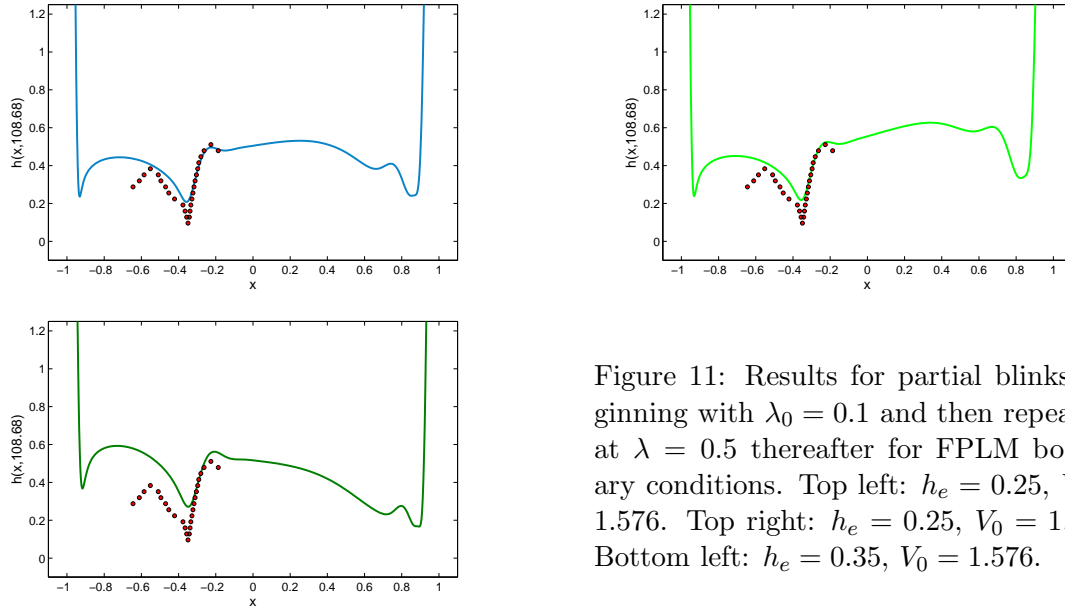 1.2
1
0.8
0.6
0.4
0.2
0
h(x,108.68)
−1 −0.8 −0.6 −0.4 −0.2 0 0.2 0.4 0.6 0.8 1
x
1.2
1
0.8
0.6
0.4
0.2
0
h(x,108.68)
−1 −0.8 −0.6 −0.4 −0.2 0 0.2 0.4 0.6 0.8 1
x
1.2
1
0.8
0.6
0.4
0.2
0
h(x,108.68)
−1 −0.8 −0.6 −0.4 −0.2 0 0.2 0.4 0.6 0.8 1
x
Figure 11: Results for partial blinks
ginning with λ₀ = 0.1 and then repea
at λ = 0.5 thereafter for FPLM bo
ary conditions. Top left: hₑ = 0.25,
1.576. Top right: hₑ = 0.25, V₀ = 1.
Bottom left: hₑ = 0.35, V₀ = 1.576.